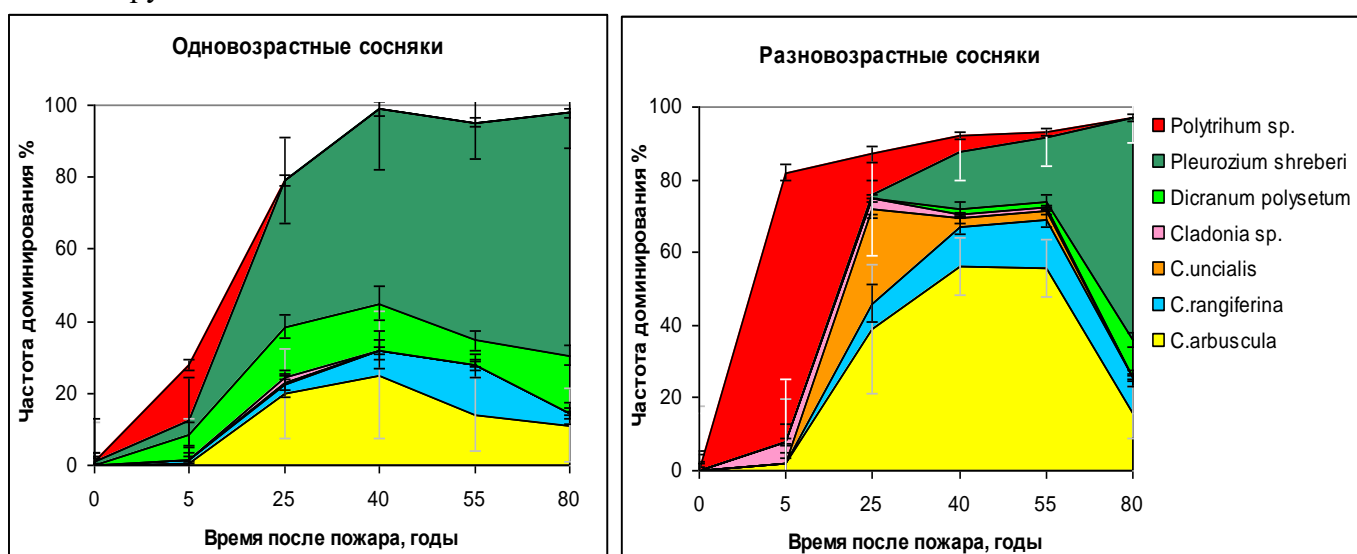 Одновозрастные сосняки
Частота доминирования %
100
80
60
40
20
0
0 5 25 40 55 80
Время после пожара, годы
Разновозрастные сосняки
Частота доминирования %
100
80
60
40
20
0
0 5 25 40 55 80
Время после пожара, годы
Polytrihum sp.
Pleurozium shreberi
Dicranum polysetum
Cladonia sp.
C.uncialis
C.rangiferina
C.arbuscula